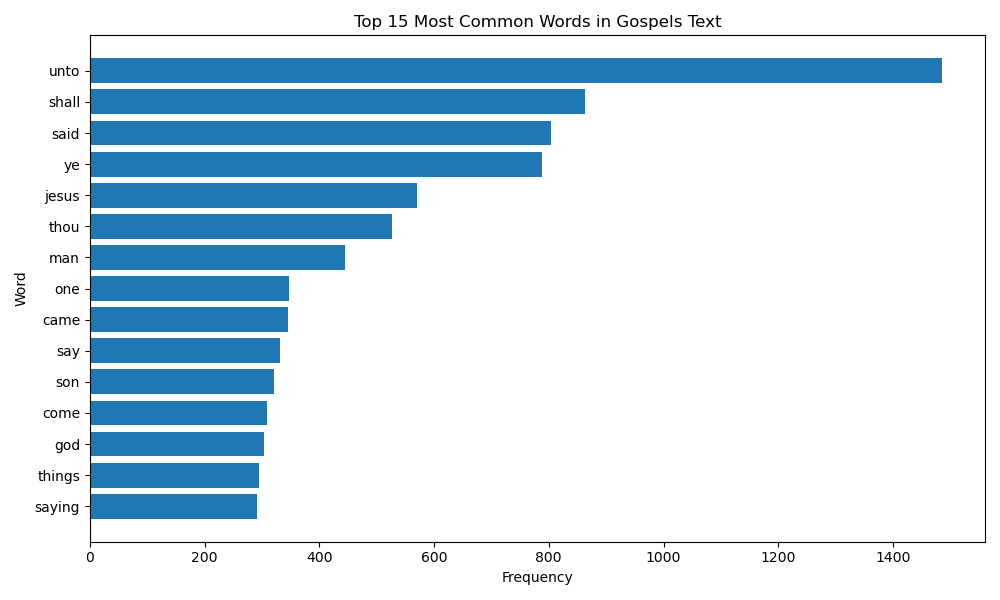 Top 15 Most Common Words in Gospels Text
unto
shall
said
ye
jesus
thou
man
one
came
say
son
come
god
things
saying
Word
0 200 400 600 800 1000 1200 1400
Frequency